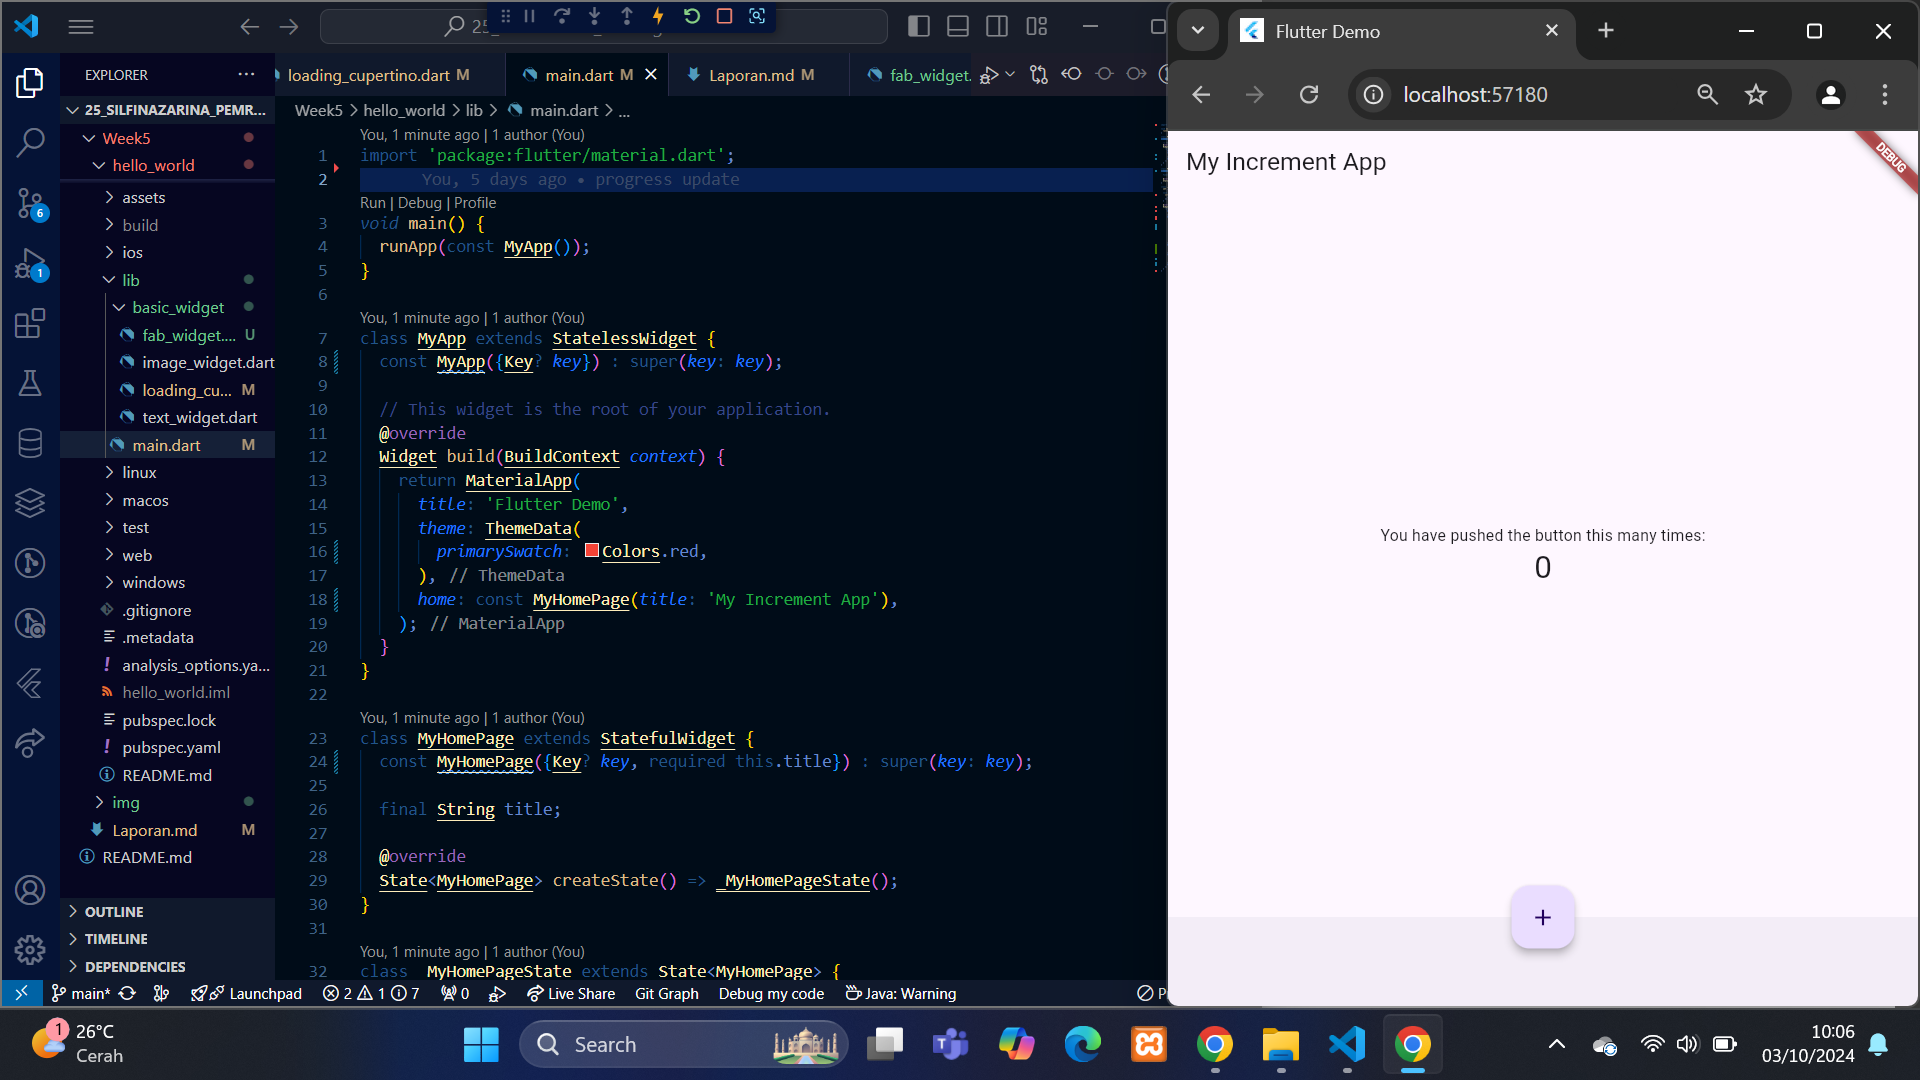 25
loading_cupertino.dart M
main.dart M
Laporan.md M
fab_widget.
EXPLORER
25_SILFINAZARINA_PEMR...
Week5
hello_world
assets
build
ios
lib
basic_widget
fab_widget.... U
image_widget.dart
loading_cu... M
text_widget.dart
main.dart M
linux
macos
test
web
windows
.gitignore
.metadata
analysis_options.ya...
hello_world.iml
pubspec.lock
pubspec.yaml
README.md
img
Laporan.md M
README.md
OUTLINE
TIMELINE
DEPENDENCIES
6
1
Week5 > hello_world > lib > main.dart > ...
You, 1 minute ago | 1 author (You)
1 import 'package:flutter/material.dart';
2 You, 5 days ago • progress update
Run | Debug | Profile
3 void main() {
4 runApp(const MyApp());
5 }
6
You, 1 minute ago | 1 author (You)
7 class MyApp extends StatelessWidget {
8 const MyApp({Key? key}) : super(key: key);
9
10 // This widget is the root of your application.
11 @override
12 Widget build(BuildContext context) {
13 return MaterialApp(
14 title: 'Flutter Demo',
15 theme: ThemeData(
16 primarySwatch: Colors.red,
17 ), // ThemeData
18 home: const MyHomePage(title: 'My Increment App'),
19 ); // MaterialApp
20 }
21 }
22
You, 1 minute ago | 1 author (You)
23 class MyHomePage extends StatefulWidget {
24 const MyHomePage({Key? key, required this.title}) : super(key: key);
25
26 final String title;
27
28 @override
29 State<MyHomePage> createState() => _MyHomePageState();
30 }
31
You, 1 minute ago | 1 author (You)
32 class _MyHomePageState extends State<MyHomePage> {
main* Launchpad 2 1 7 0 Live Share Git Graph Debug my code Java: Warning
Flutter Demo
localhost:57180
My Increment App
DEBUG
You have pushed the button this many times:
0
+
1
26°C
Cerah
Search
10:06
03/10/2024